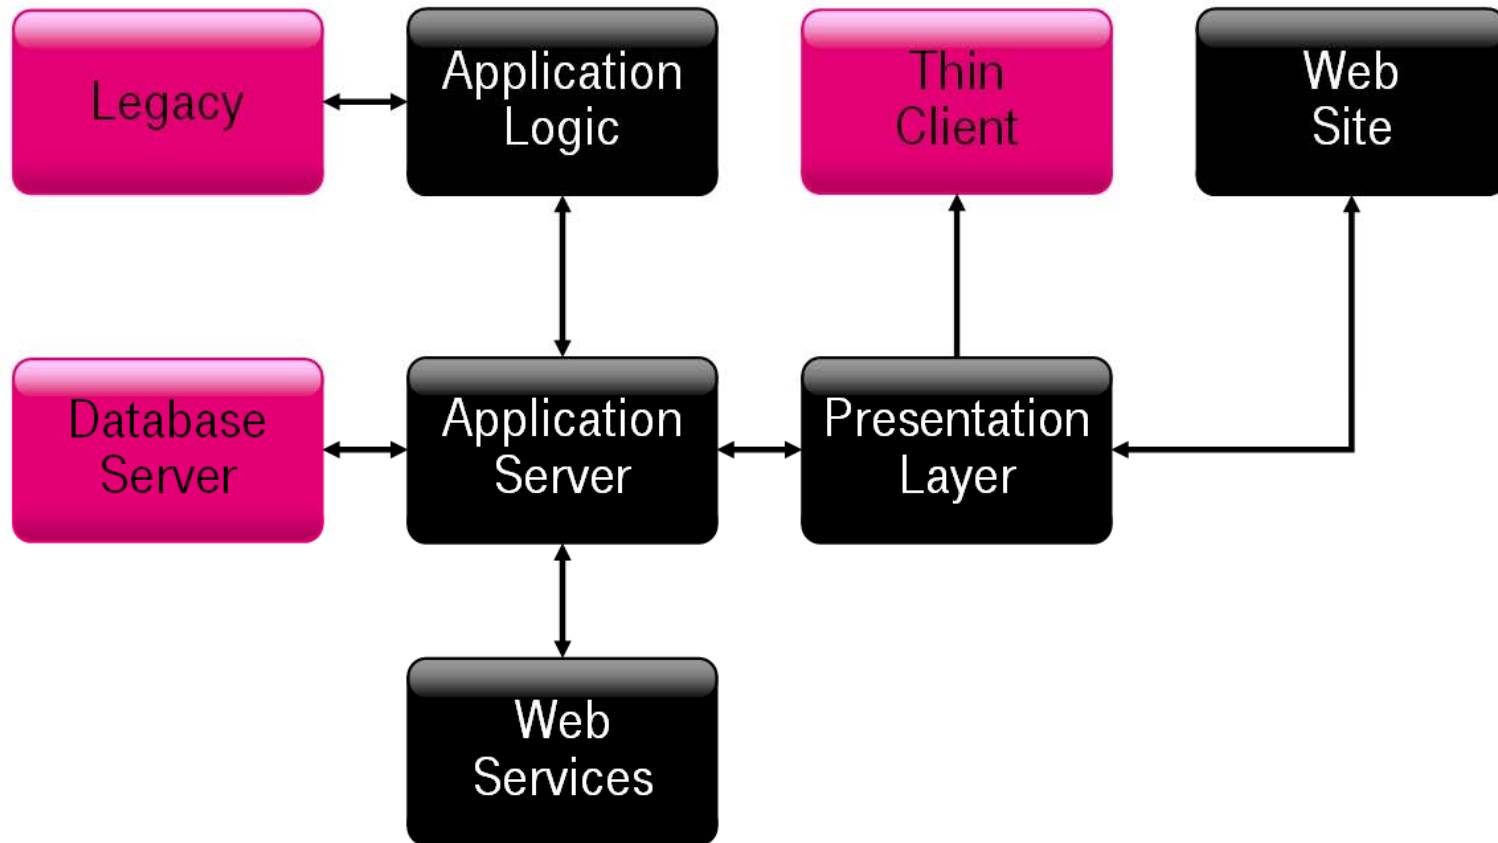 Legacy
Application
Logic
Thin
Client
Web
Site
Database
Server
Application
Server
Presentation
Layer
Web
Services